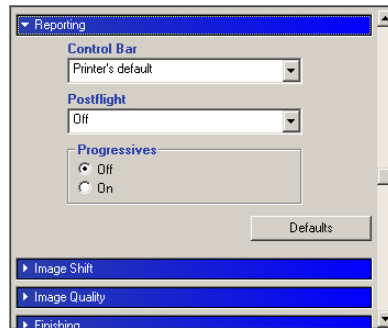 Reporting
Control Bar
Printer's default
Postflight
Off
Progressives
Off
On
Defaults
Image Shift
Image Quality
Finishing